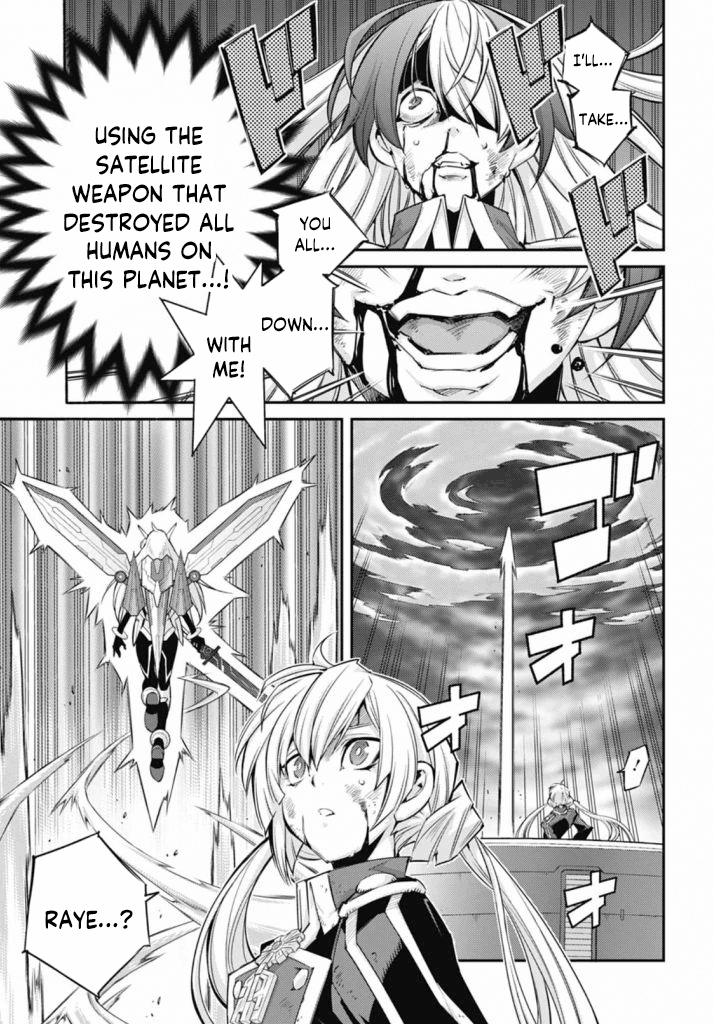 I'LL...
TAKE...
YOU
ALL...
DOWN...
WITH
ME!
USING THE
SATELLITE
WEAPON THAT
DESTROYED ALL
HUMANS ON
THIS PLANET...!
ドド
ドド
ゴ
オ
オ
オ
!
RAYE...?